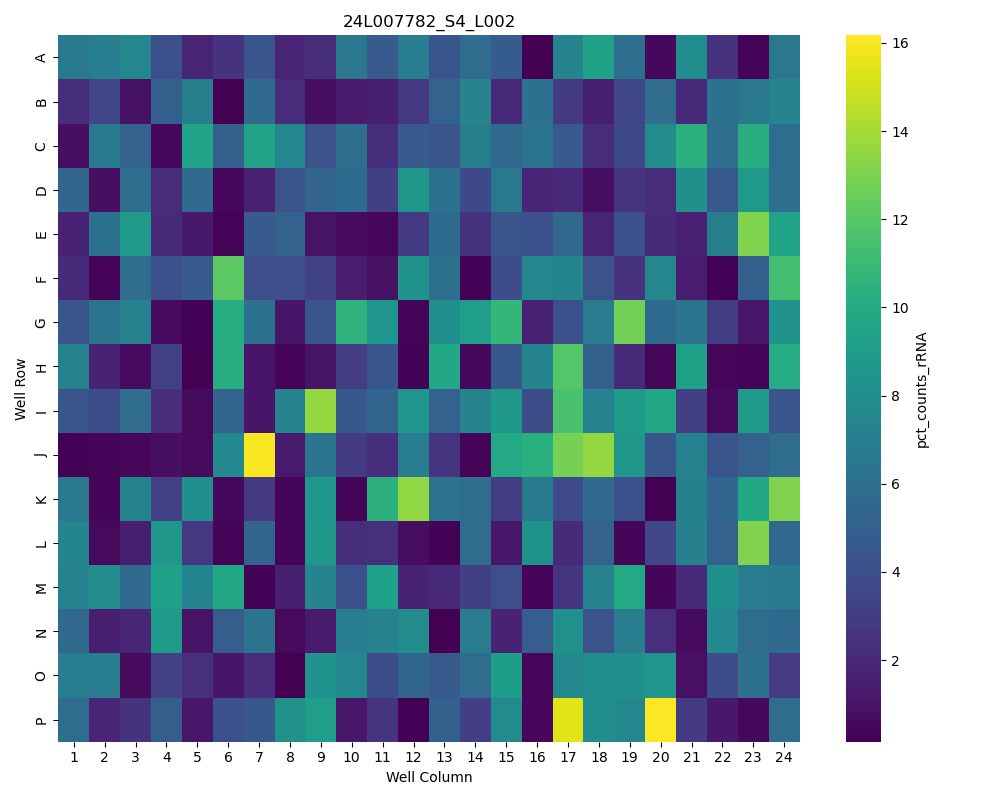 24L007782_S4_L002
A
B
C
D
E
F
G
H
I
J
K
L
M
N
O
P
Well Row
1 2 3 4 5 6 7 8 9 10 11 12 13 14 15 16 17 18 19 20 21 22 23 24
Well Column
16
14
12
10
8
6
4
2
pct_counts_rRNA